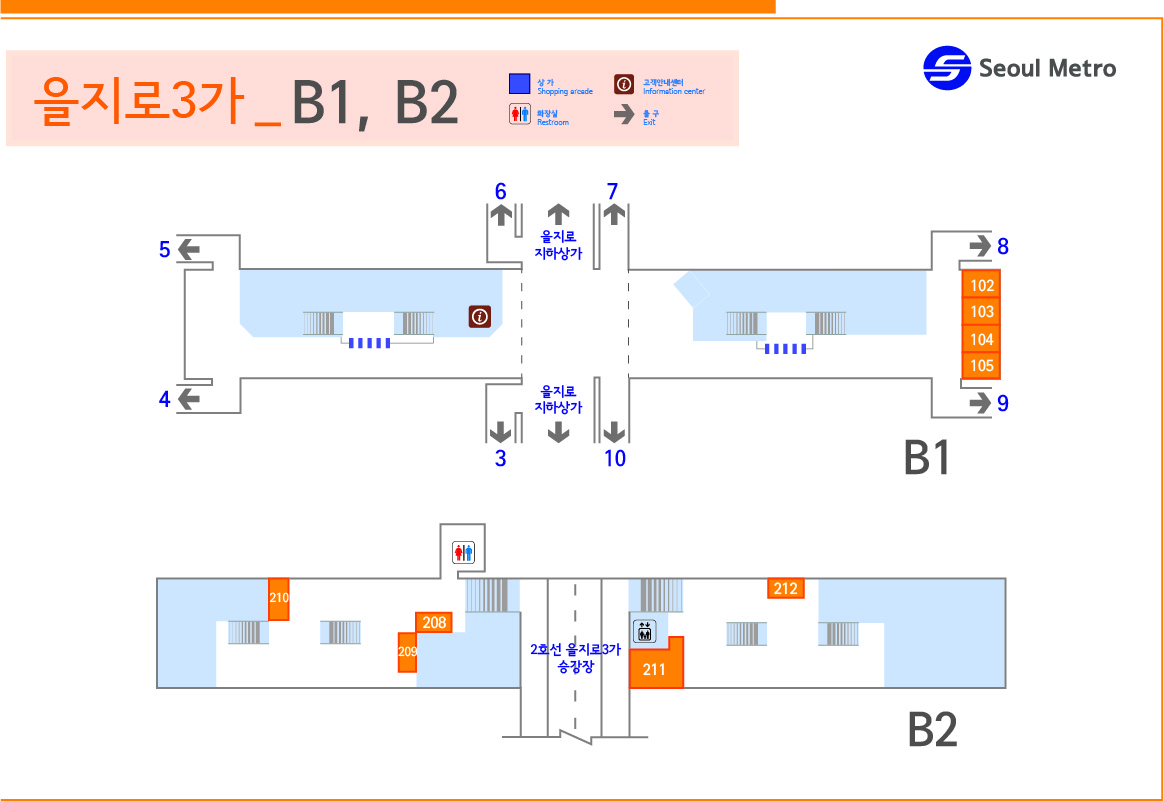 을지로3가_B1, B2
상 가
Shopping arcade
고객안내센터
Information center
화장실
Restroom
출 구
Exit
Seoul Metro
6
7
5
을지로
지하상가
8
102
103
104
105
4
을지로
지하상가
9
3
10
B1
210
208
212
209
2호선 을지로3가
승강장
211
B2